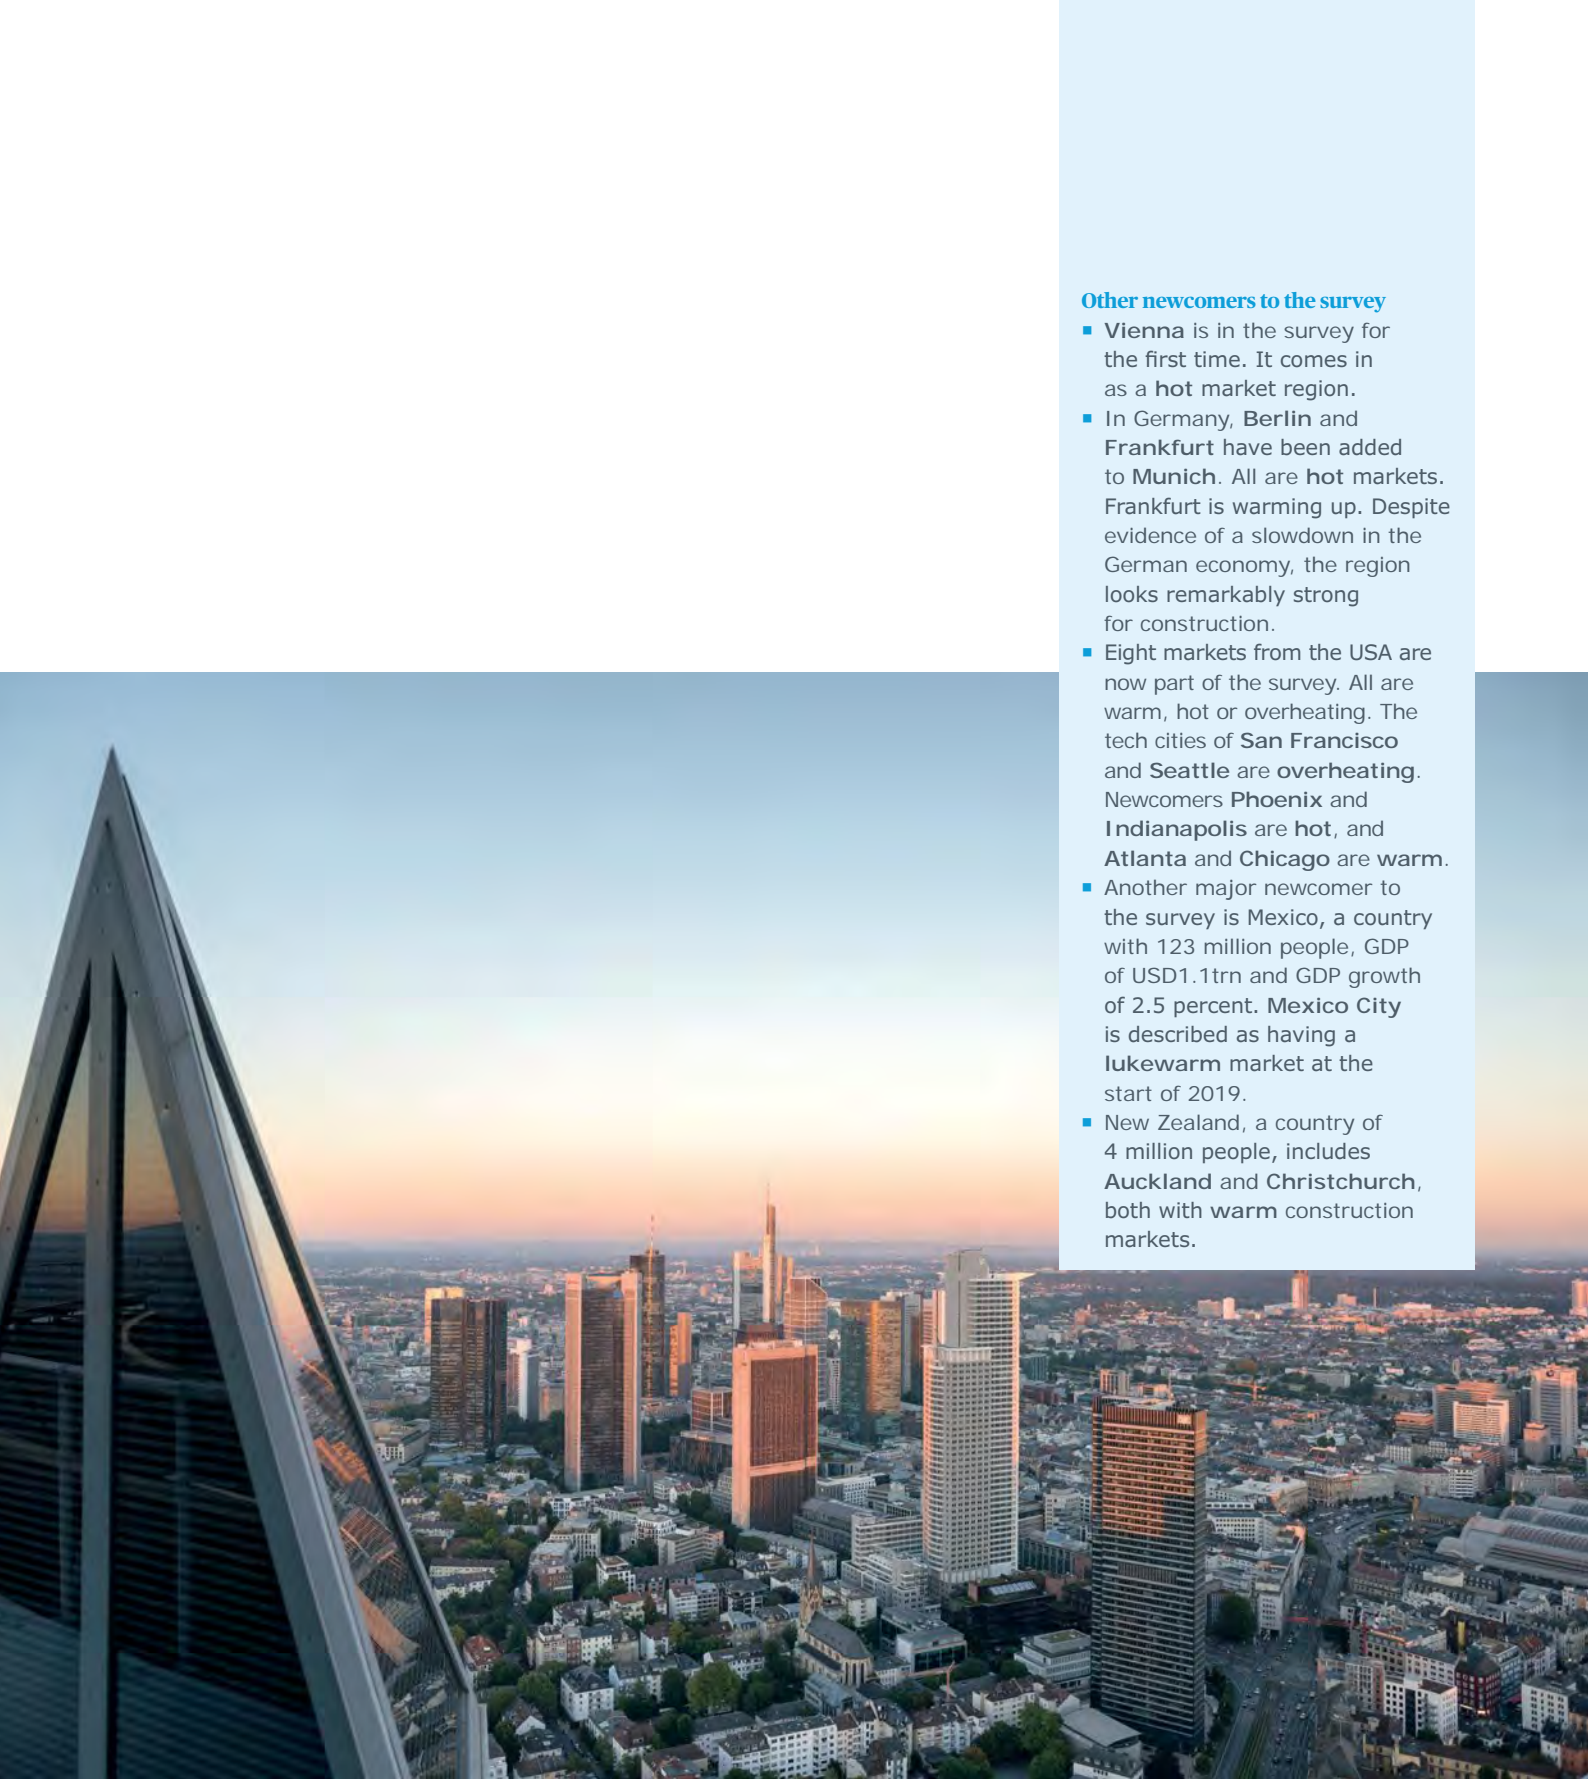 Other newcomers to the survey
▪ Vienna is in the survey for
the first time. It comes in
as a hot market region.
▪ In Germany, Berlin and
Frankfurt have been added
to Munich. All are hot markets.
Frankfurt is warming up. Despite
evidence of a slowdown in the
German economy, the region
looks remarkably strong
for construction.
▪ Eight markets from the USA are
now part of the survey. All are
warm, hot or overheating. The
tech cities of San Francisco
and Seattle are overheating.
Newcomers Phoenix and
Indianapolis are hot, and
Atlanta and Chicago are warm.
▪ Another major newcomer to
the survey is Mexico, a country
with 123 million people, GDP
of USD1.1trn and GDP growth
of 2.5 percent. Mexico City
is described as having a
lukewarm market at the
start of 2019.
▪ New Zealand, a country of
4 million people, includes
Auckland and Christchurch,
both with warm construction
markets.